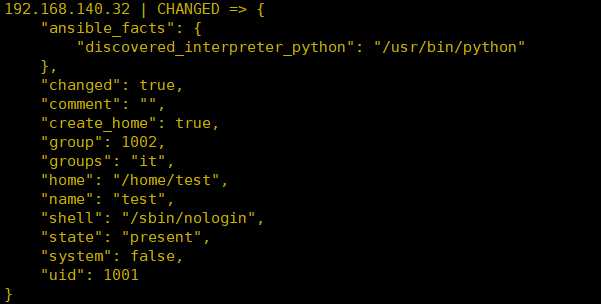 192.168.140.32 | CHANGED => {
    "ansible_facts": {
        "discovered_interpreter_python": "/usr/bin/python"
    },
    "changed": true,
    "comment": "",
    "create_home": true,
    "group": 1002,
    "groups": "it",
    "home": "/home/test",
    "name": "test",
    "shell": "/sbin/nologin",
    "state": "present",
    "system": false,
    "uid": 1001
}